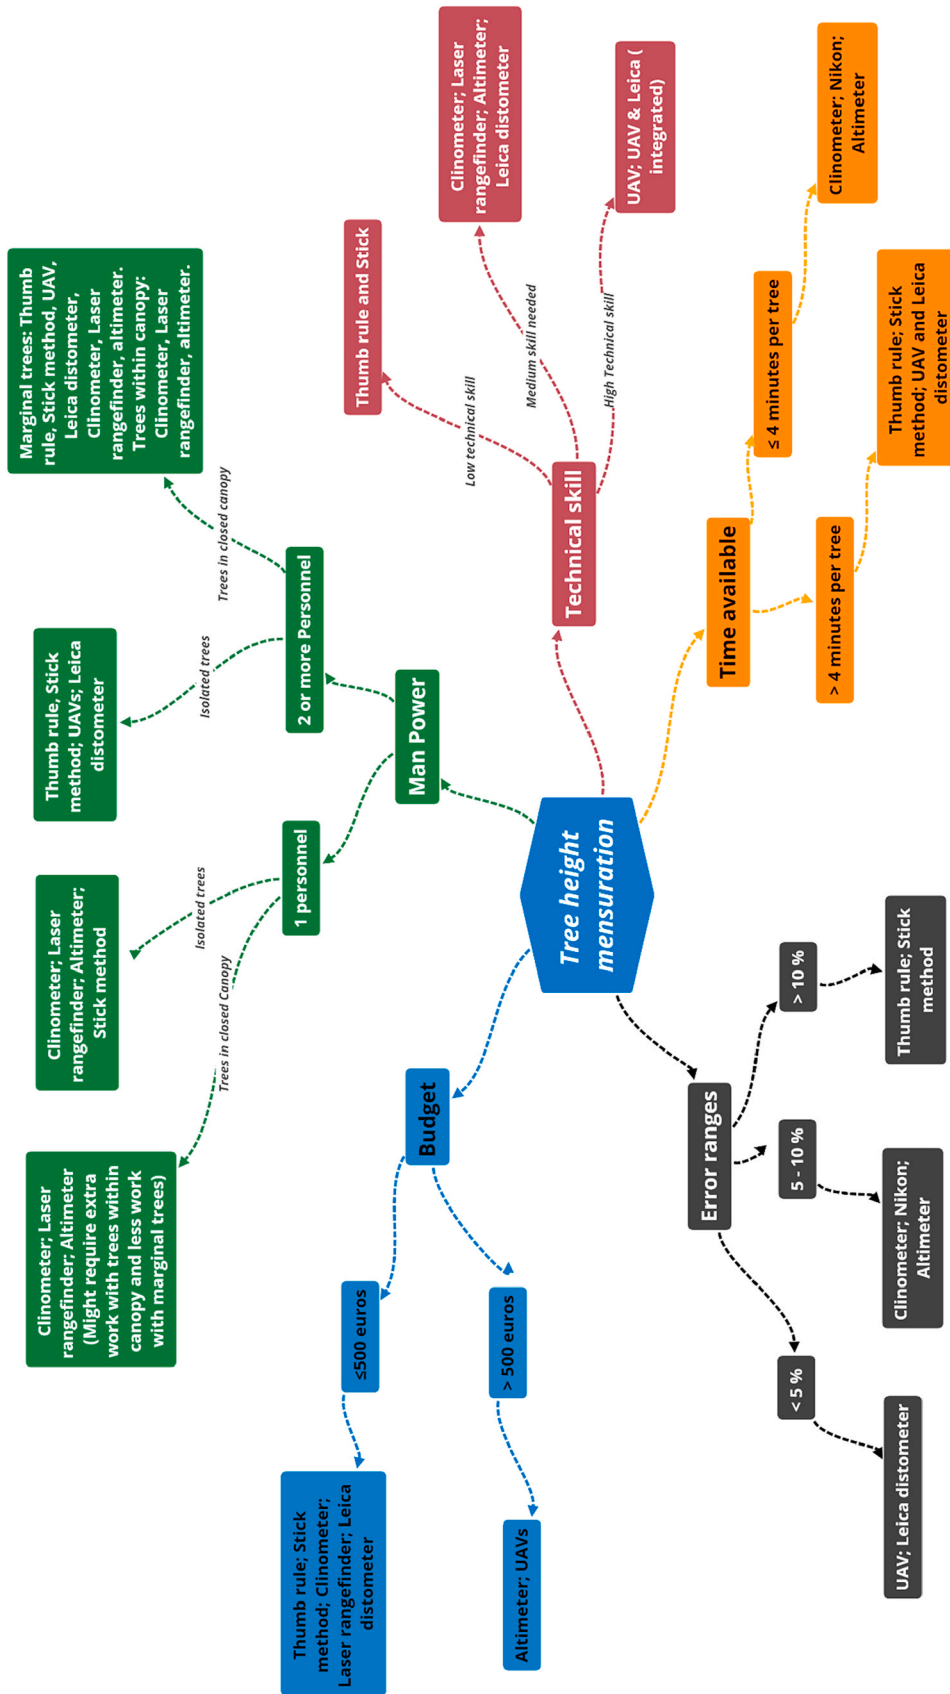 Tree height
mensuration
Man Power
1 personnel
Trees in closed Canopy
Clinometer; Laser
rangefinder; Altimeter
(Might require extra
work with trees within
canopy and less work
with marginal trees)
Isolated trees
Clinometer; Laser
rangefinder; Altimeter;
Stick method
2 or more Personnel
Isolated trees
Thumb rule, Stick
method; UAVs; Leica
distometer
Trees in closed canopy
Marginal trees: Thumb
rule, Stick method, UAV,
Leica distometer,
Clinometer, Laser
rangefinder, altimeter.
Trees within canopy:
Clinometer, Laser
rangefinder, altimeter.
Technical skill
Low technical skill
Thumb rule and Stick
Medium skill needed
Clinometer; Laser
rangefinder; Altimeter;
Leica distometer
High Technical skill
UAV; UAV & Leica (
integrated)
Time available
≤ 4 minutes per tree
Clinometer; Nikon;
Altimeter
> 4 minutes per tree
Thumb rule; Stick
method; UAV and Leica
distometer
Budget
≤500 euros
Thumb rule; Stick
method; Clinometer;
Laser rangefinder; Leica
distometer
> 500 euros
Altimeter; UAVs
Error ranges
< 5 %
UAV; Leica distometer
5 - 10 %
Clinometer; Nikon;
Altimeter
> 10 %
Thumb rule; Stick
method